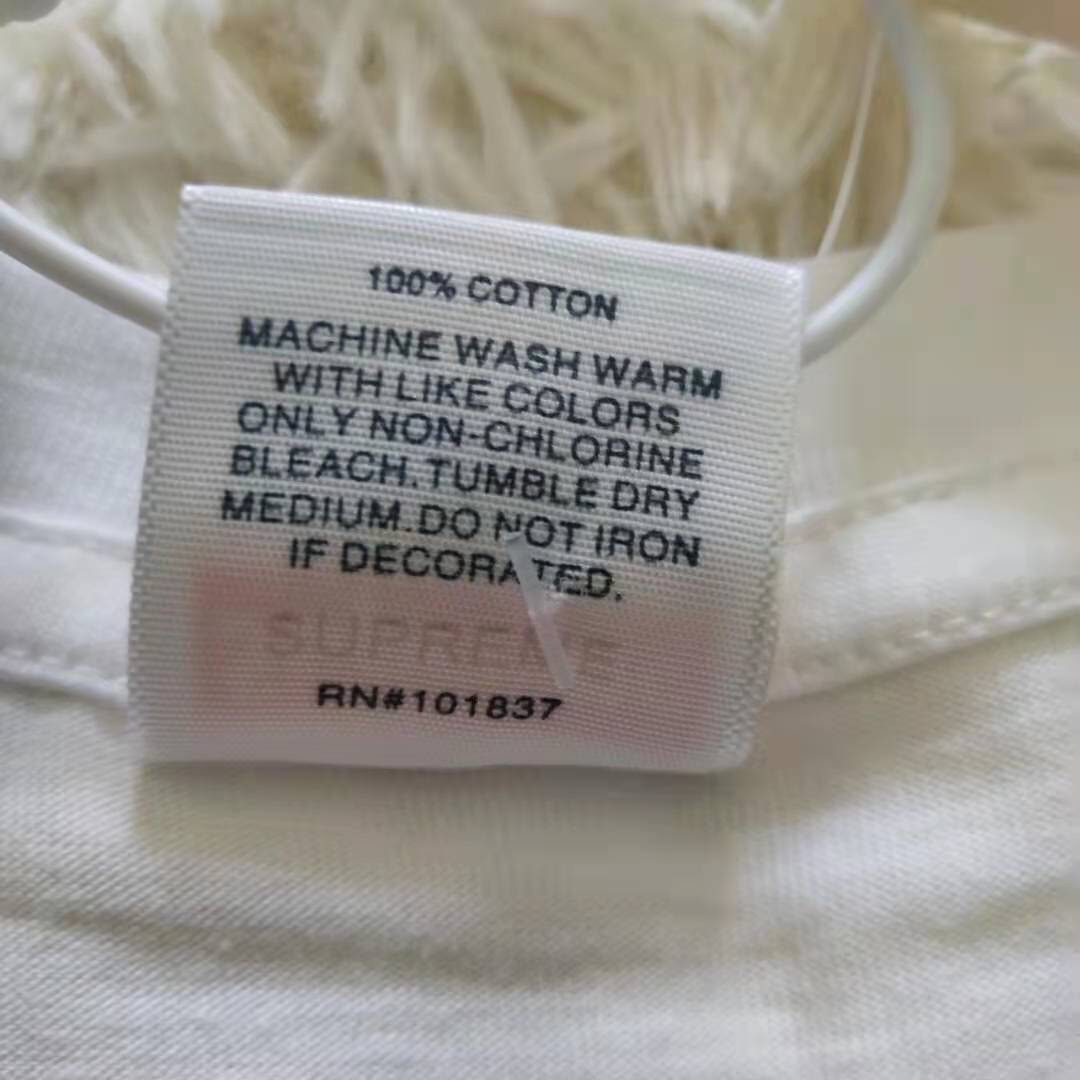 100% COTTON
MACHINE WASH WARM
WITH LIKE COLORS
ONLY NON-CHLORINE
BLEACH.TUMBLE DRY
MEDIUM.DO NOT IRON
IF DECORATED.
SUPREME
RN#101837